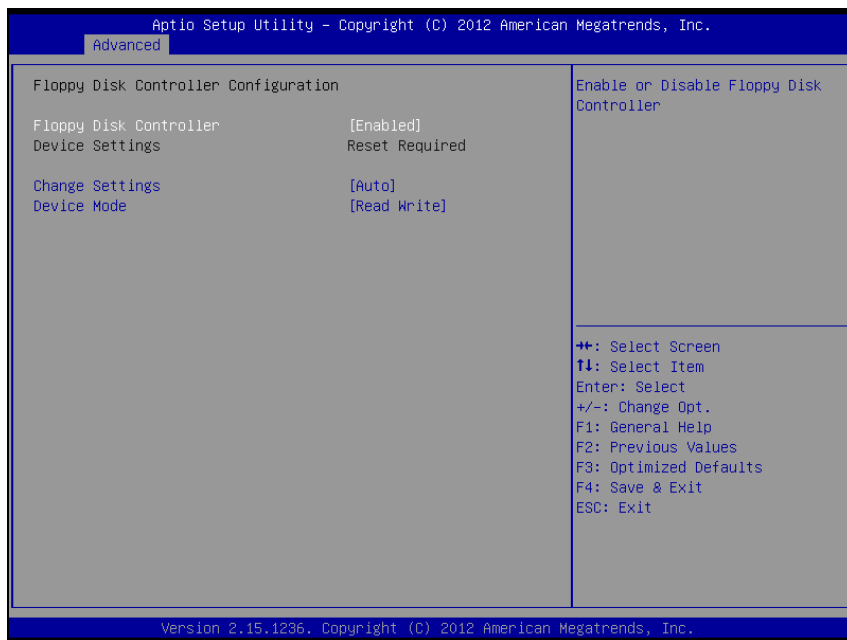 Aptio Setup Utility – Copyright (C) 2012 American Megatrends, Inc.
Advanced
Floppy Disk Controller Configuration
Floppy Disk Controller [Enabled]
Device Settings Reset Required
Change Settings [Auto]
Device Mode [Read Write]
Enable or Disable Floppy Disk
Controller
→←: Select Screen
↑↓: Select Item
Enter: Select
+/-: Change Opt.
F1: General Help
F2: Previous Values
F3: Optimized Defaults
F4: Save & Exit
ESC: Exit
Version 2.15.1236. Copyright (C) 2012 American Megatrends, Inc.